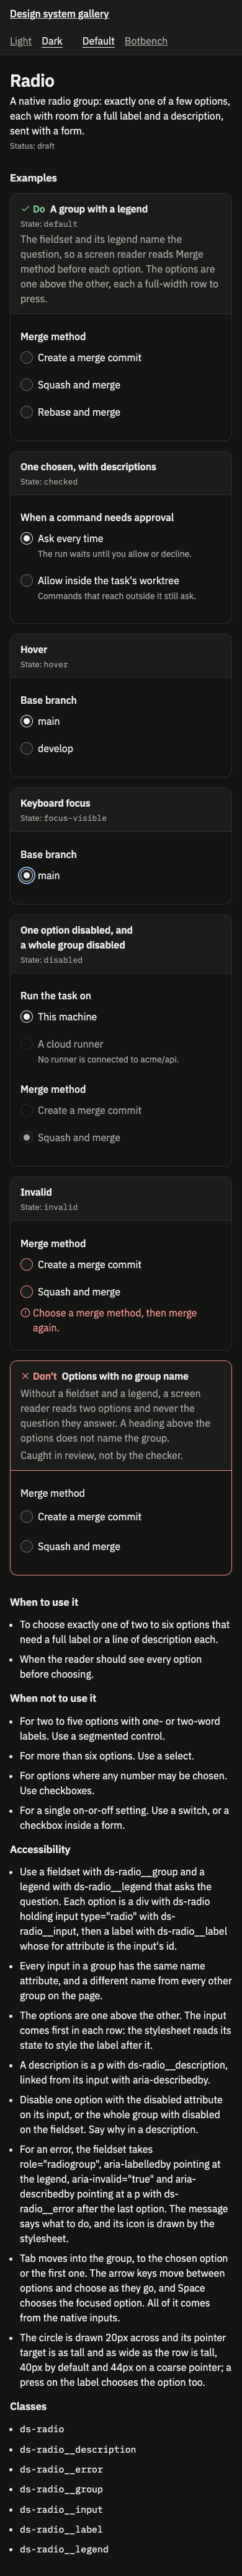 Design system gallery
Light Dark Default Botbench
Radio
A native radio group: exactly one of a few options,
each with room for a full label and a description,
sent with a form.
Status: draft
Examples
Do A group with a legend
State: default
The fieldset and its legend name the
question, so a screen reader reads Merge
method before each option. The options are
one above the other, each a full-width row to
press.
Merge method
Create a merge commit
Squash and merge
Rebase and merge
One chosen, with descriptions
State: checked
When a command needs approval
Ask every time
The run waits until you allow or decline.
Allow inside the task's worktree
Commands that reach outside it still ask.
Hover
State: hover
Base branch
main
develop
Keyboard focus
State: focus-visible
Base branch
main
One option disabled, and
a whole group disabled
State: disabled
Run the task on
This machine
A cloud runner
No runner is connected to acme/api.
Merge method
Create a merge commit
Squash and merge
Invalid
State: invalid
Merge method
Create a merge commit
Squash and merge
Choose a merge method, then merge
again.
Don't Options with no group name
Without a fieldset and a legend, a screen
reader reads two options and never the
question they answer. A heading above the
options does not name the group.
Caught in review, not by the checker.
Merge method
Create a merge commit
Squash and merge
When to use it
• To choose exactly one of two to six options that
need a full label or a line of description each.
• When the reader should see every option
before choosing.
When not to use it
• For two to five options with one- or two-word
labels. Use a segmented control.
• For more than six options. Use a select.
• For options where any number may be chosen.
Use checkboxes.
• For a single on-or-off setting. Use a switch, or a
checkbox inside a form.
Accessibility
• Use a fieldset with ds-radio__group and a
legend with ds-radio__legend that asks the
question. Each option is a div with ds-radio
holding input type="radio" with ds-
radio__input, then a label with ds-radio__label
whose for attribute is the input's id.
• Every input in a group has the same name
attribute, and a different name from every other
group on the page.
• The options are one above the other. The input
comes first in each row: the stylesheet reads its
state to style the label after it.
• A description is a p with ds-radio__description,
linked from its input with aria-describedby.
• Disable one option with the disabled attribute
on its input, or the whole group with disabled
on the fieldset. Say why in a description.
• For an error, the fieldset takes
role="radiogroup", aria-labelledby pointing at
the legend, aria-invalid="true" and aria-
describedby pointing at a p with ds-
radio__error after the last option. The message
says what to do, and its icon is drawn by the
stylesheet.
• Tab moves into the group, to the chosen option
or the first one. The arrow keys move between
options and choose as they go, and Space
chooses the focused option. All of it comes
from the native inputs.
• The circle is drawn 20px across and its pointer
target is as tall and as wide as the row is tall,
40px by default and 44px on a coarse pointer; a
press on the label chooses the option too.
Classes
• ds-radio
• ds-radio__description
• ds-radio__error
• ds-radio__group
• ds-radio__input
• ds-radio__label
• ds-radio__legend